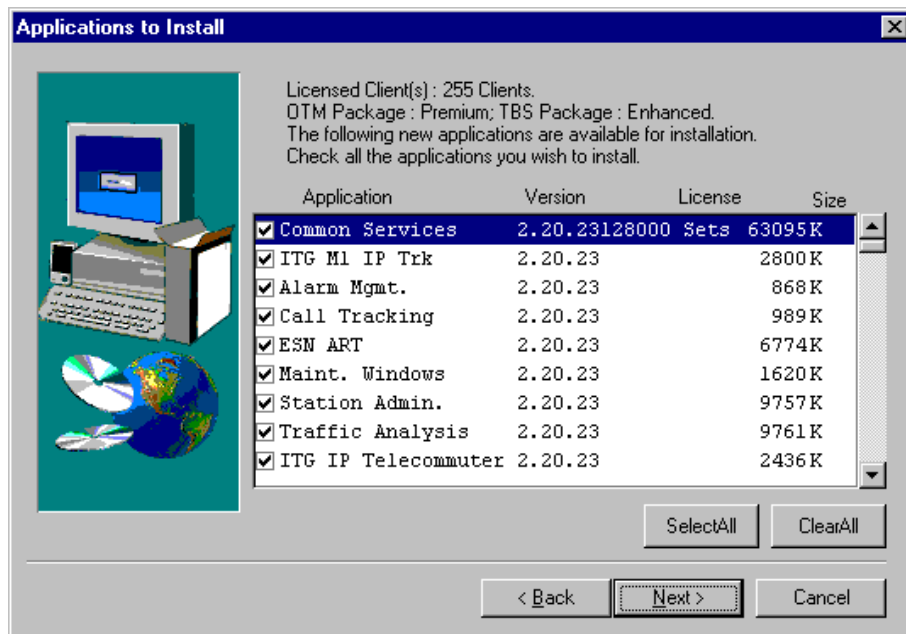 Applications to Install
Licensed Client(s) : 255 Clients.
OTM Package : Premium; TBS Package : Enhanced.
The following new applications are available for installation.
Check all the applications you wish to install.
Application Version License Size
Common Services 2.20.23128000 Sets 63095K
ITG M1 IP Trk 2.20.23 2800K
Alarm Mgmt. 2.20.23 868K
Call Tracking 2.20.23 989K
ESN ART 2.20.23 6774K
Maint. Windows 2.20.23 1620K
Station Admin. 2.20.23 9757K
Traffic Analysis 2.20.23 9761K
ITG IP Telecommuter 2.20.23 2436K
SelectAll ClearAll
< Back Next > Cancel